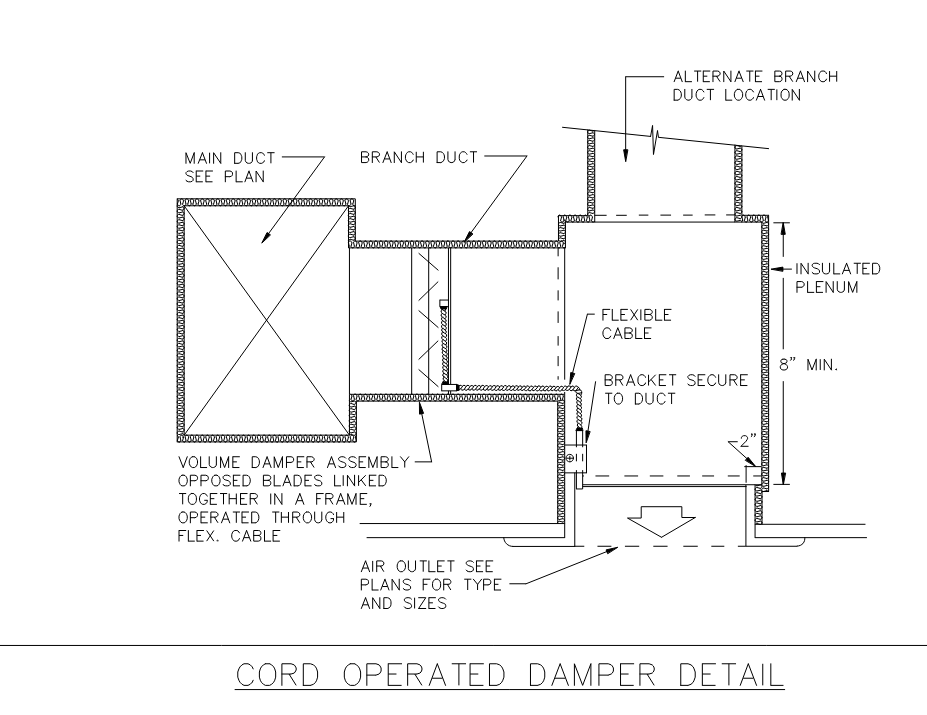 ALTERNATE BRANCH
DUCT LOCATION
MAIN DUCT
SEE PLAN
BRANCH DUCT
INSULATED
PLENUM
FLEXIBLE
CABLE
8" MIN.
BRACKET SECURE
TO DUCT
2"
VOLUME DAMPER ASSEMBLY
OPPOSED BLADES LINKED
TOGETHER IN A FRAME,
OPERATED THROUGH
FLEX. CABLE
AIR OUTLET SEE
PLANS FOR TYPE
AND SIZES
CORD OPERATED DAMPER DETAIL